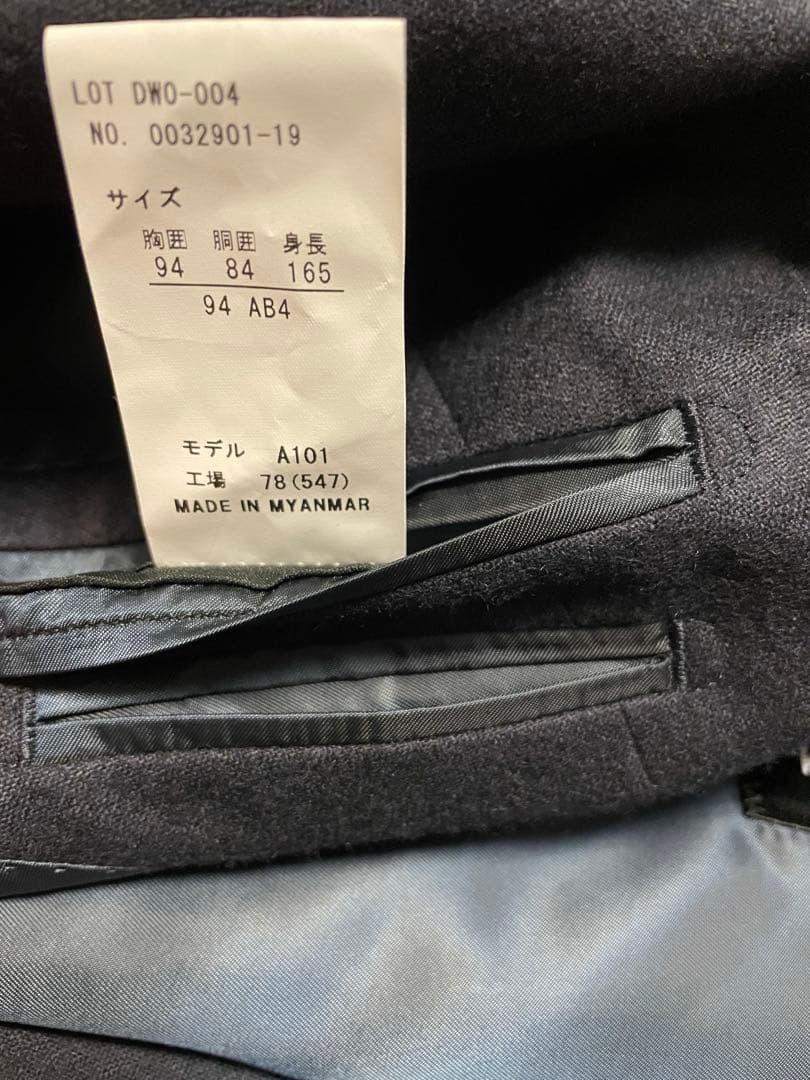 LOT DWO-004
NO. 0032901-19
サイズ
胸囲 胴囲 身長
94 84 165
94 AB4
モデル A101
工場 78(547)
MADE IN MYANMAR